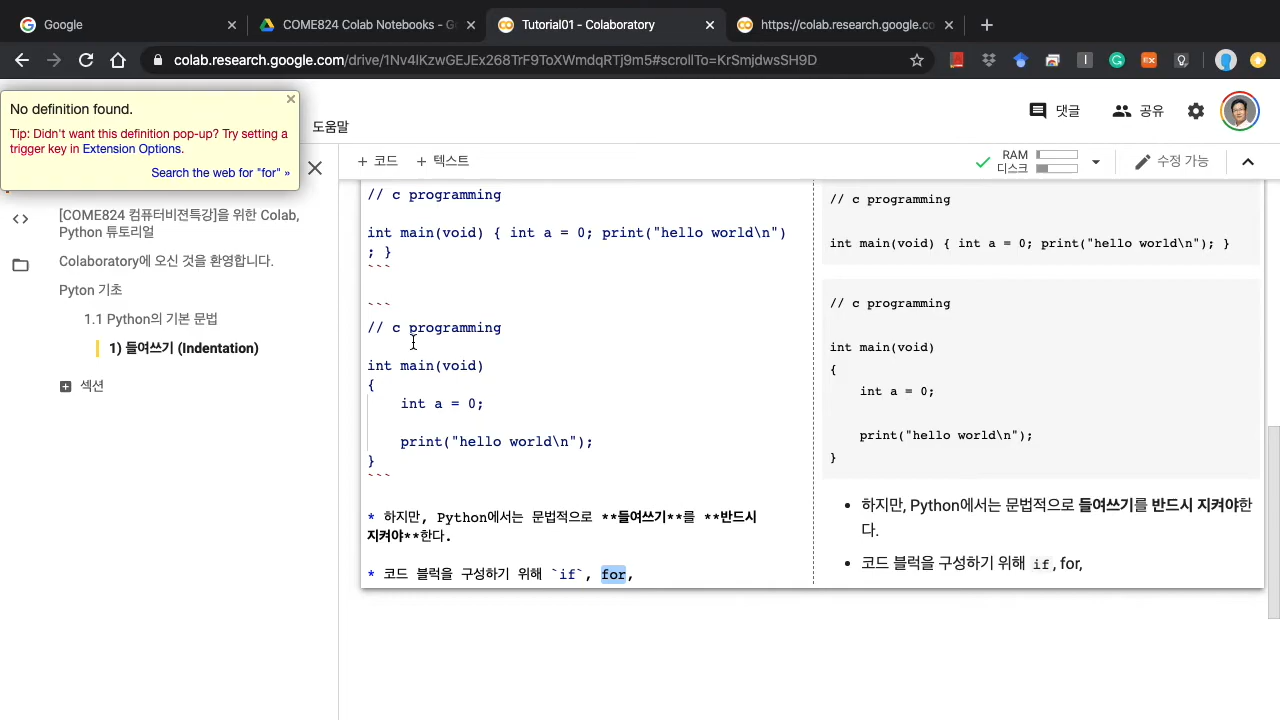 Google
COME824 Colab Notebooks - G
Tutorial01 - Colaboratory
https://colab.research.google.co
colab.research.google.com/drive/1Nv4IKzwGEJEx268TrF9ToXWmdqRTj9m5#scrollTo=KrSmjdwsSH9D
No definition found.
Tip: Didn't want this definition pop-up? Try setting a
trigger key in Extension Options.
Search the web for "for" »
도움말
댓글
공유
+ 코드
+ 텍스트
RAM
디스크
수정 가능
[COME824 컴퓨터비젼특강]을 위한 Colab,
Python 튜토리얼
Colaboratory에 오신 것을 환영합니다.
Pyton 기초
1.1 Python의 기본 문법
1) 들여쓰기 (Indentation)
섹션
// c programming
int main(void) { int a = 0; print("hello world\n")
; }
```
```
// c programming
int main(void)
{
    int a = 0;
    print("hello world\n");
}
```
* 하지만, Python에서는 문법적으로 **들여쓰기**를 **반드시
지켜야**한다.
* 코드 블럭을 구성하기 위해 `if`, for,
// c programming
int main(void) { int a = 0; print("hello world\n"); }
// c programming
int main(void)
{
    int a = 0;
    print("hello world\n");
}
• 하지만, Python에서는 문법적으로 들여쓰기를 반드시 지켜야한
다.
• 코드 블럭을 구성하기 위해 if, for,